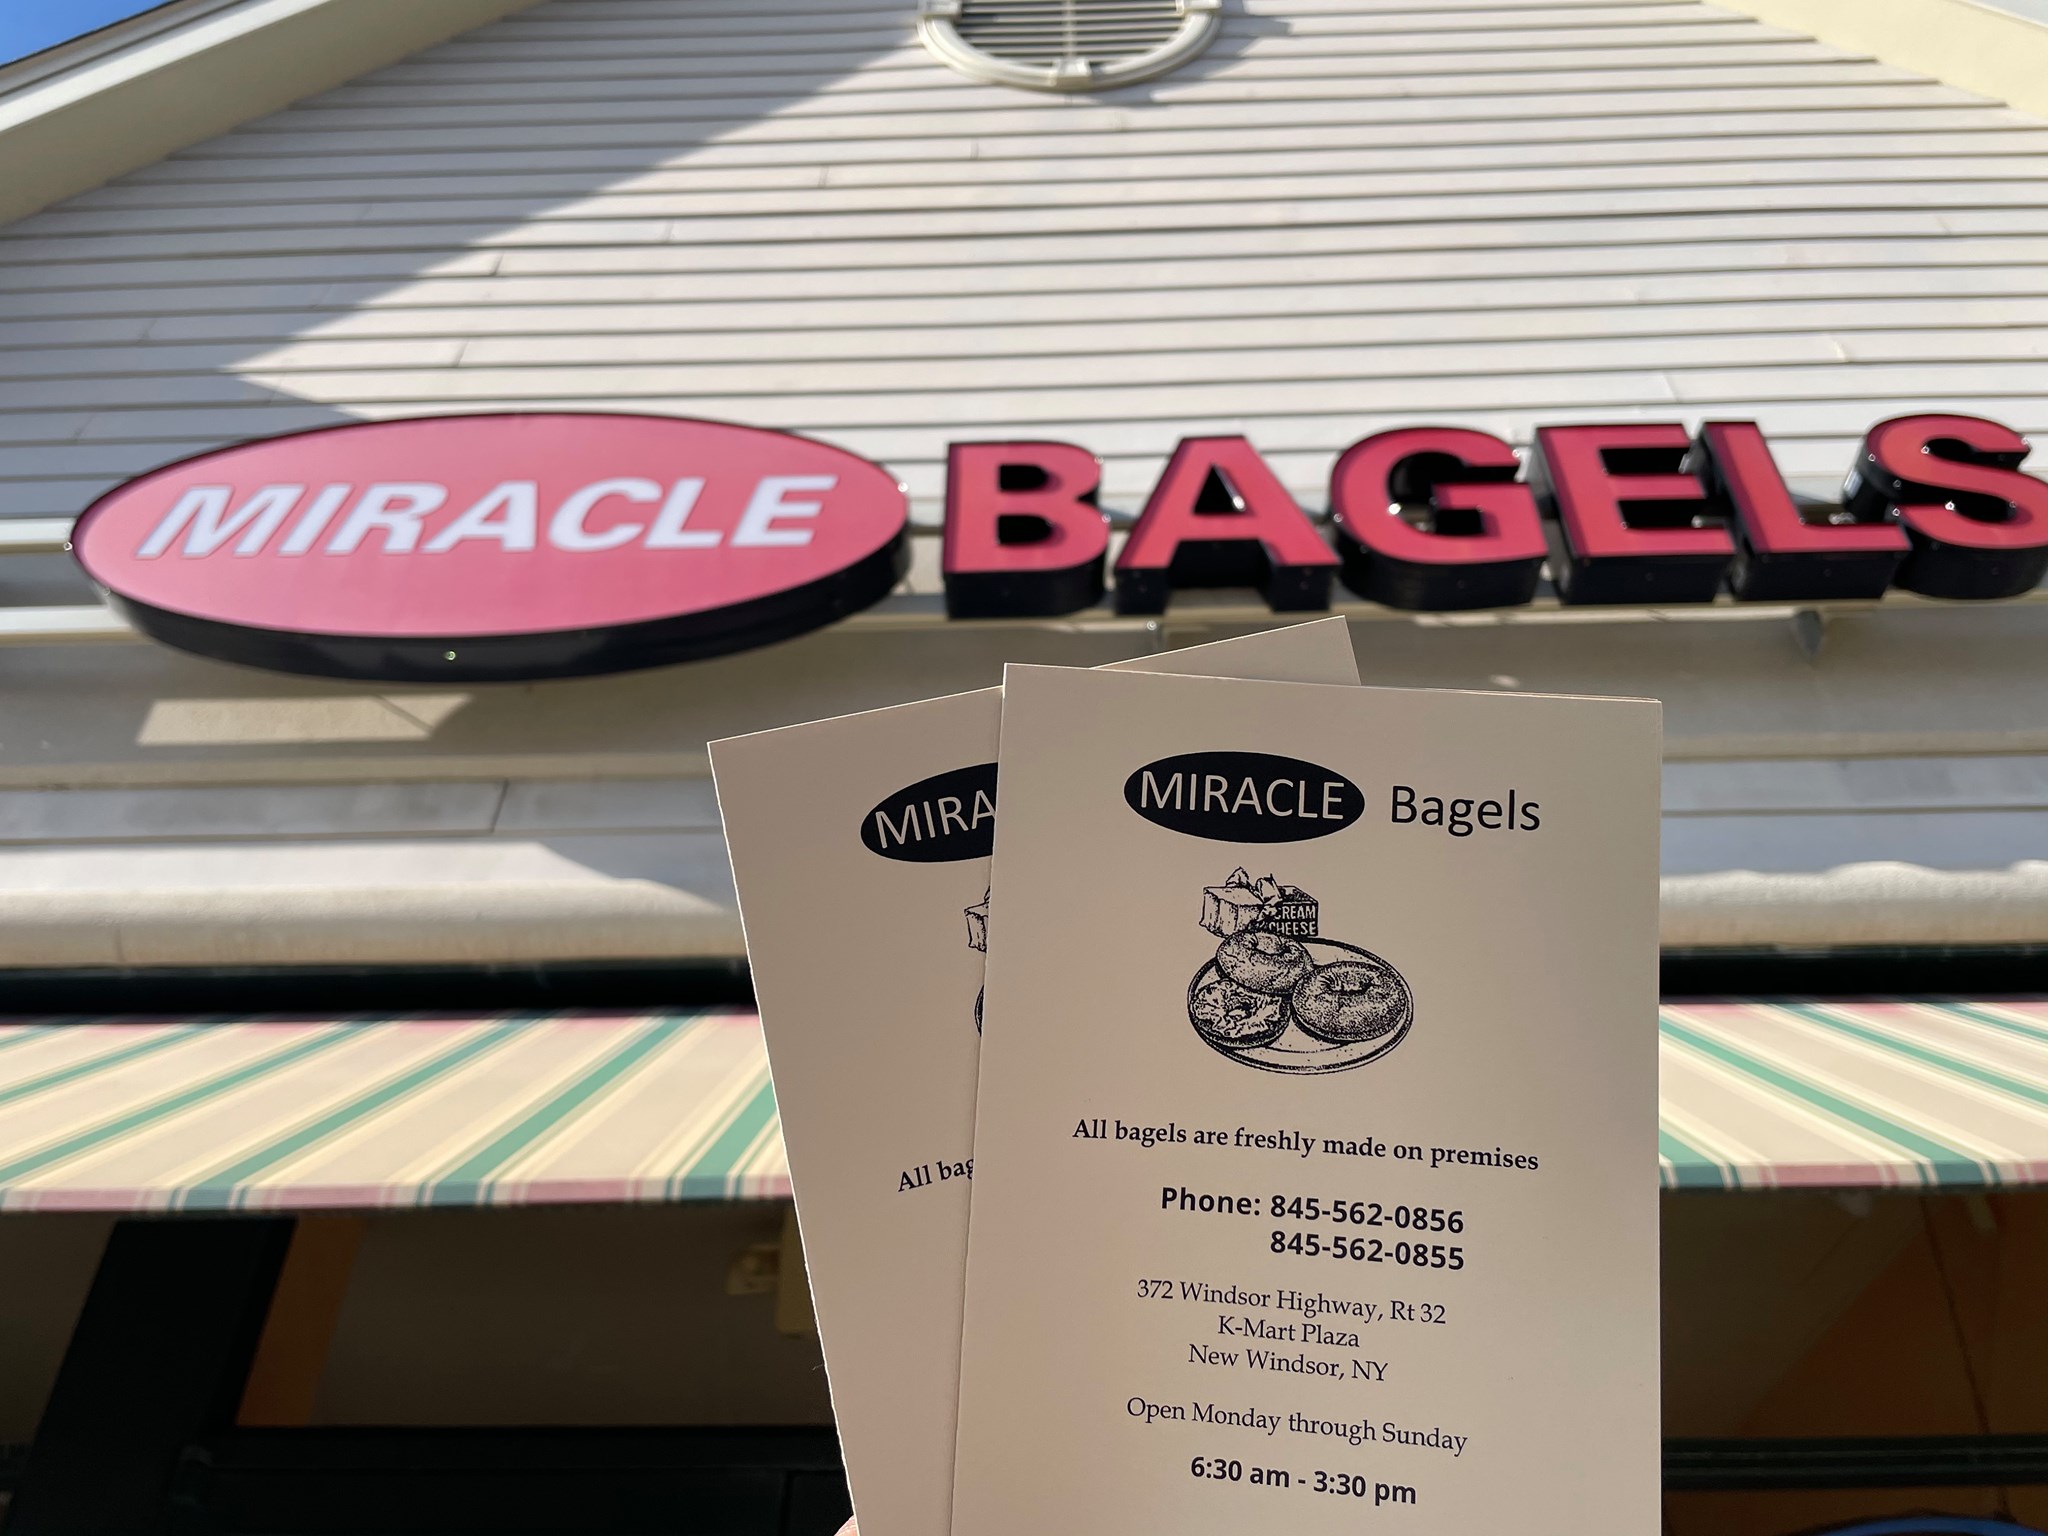 MIRACLE BAGELS
MIRA
All bag
MIRACLE Bagels
CREAM
CHEESE
All bagels are freshly made on premises
Phone: 845-562-0856
845-562-0855
372 Windsor Highway, Rt 32
K-Mart Plaza
New Windsor, NY
Open Monday through Sunday
6:30 am - 3:30 pm